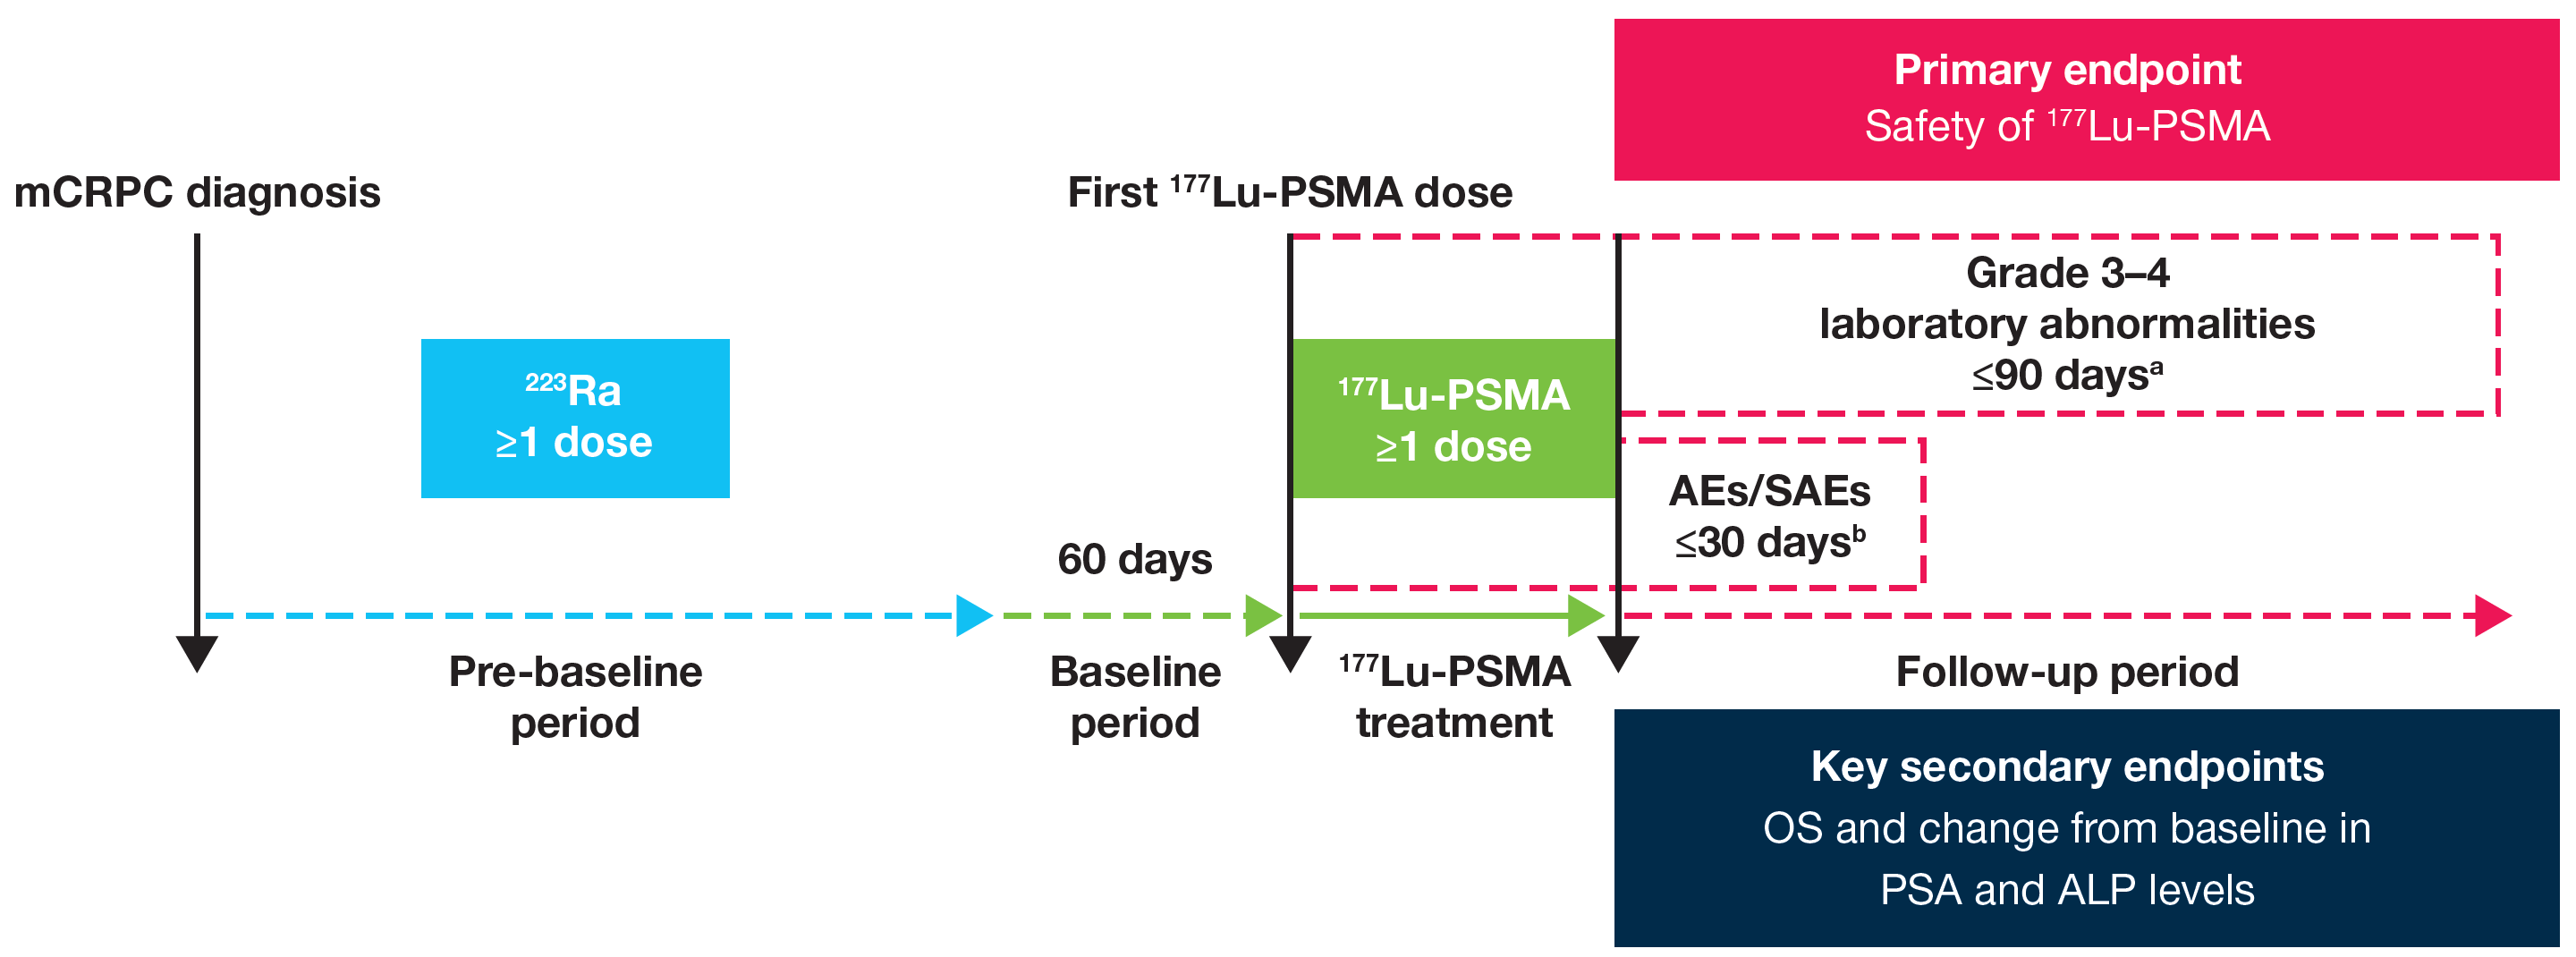 Primary endpoint
Safety of ¹⁷⁷Lu-PSMA
mCRPC diagnosis
First ¹⁷⁷Lu-PSMA dose
Grade 3–4
laboratory abnormalities
≤90 daysᵃ
²²³Ra
≥1 dose
¹⁷⁷Lu-PSMA
≥1 dose
AEs/SAEs
≤30 daysᵇ
60 days
Pre-baseline
period
Baseline
period
¹⁷⁷Lu-PSMA
treatment
Follow-up period
Key secondary endpoints
OS and change from baseline in
PSA and ALP levels